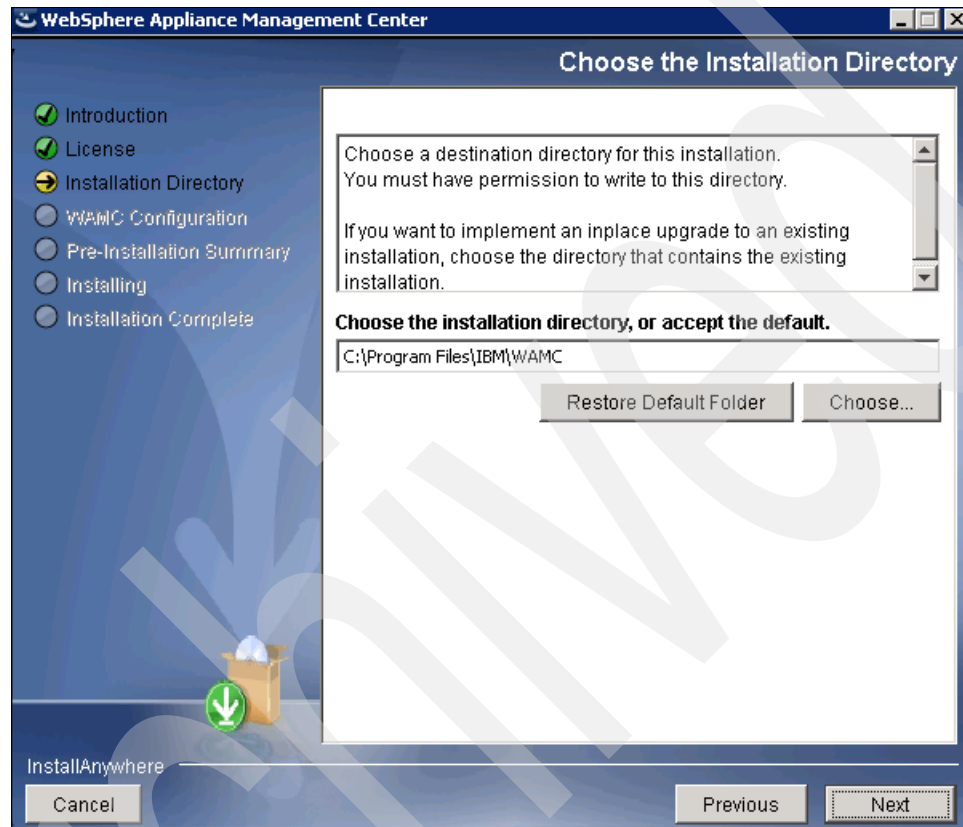 WebSphere Appliance Management Center
Choose the Installation Directory
Introduction
License
Installation Directory
WAMC Configuration
Pre-Installation Summary
Installing
Installation Complete
Choose a destination directory for this installation.
You must have permission to write to this directory.
If you want to implement an inplace upgrade to an existing
installation, choose the directory that contains the existing
installation.
Choose the installation directory, or accept the default.
C:\Program Files\IBM\WAMC
Restore Default Folder
Choose...
InstallAnywhere
Cancel
Previous
Next